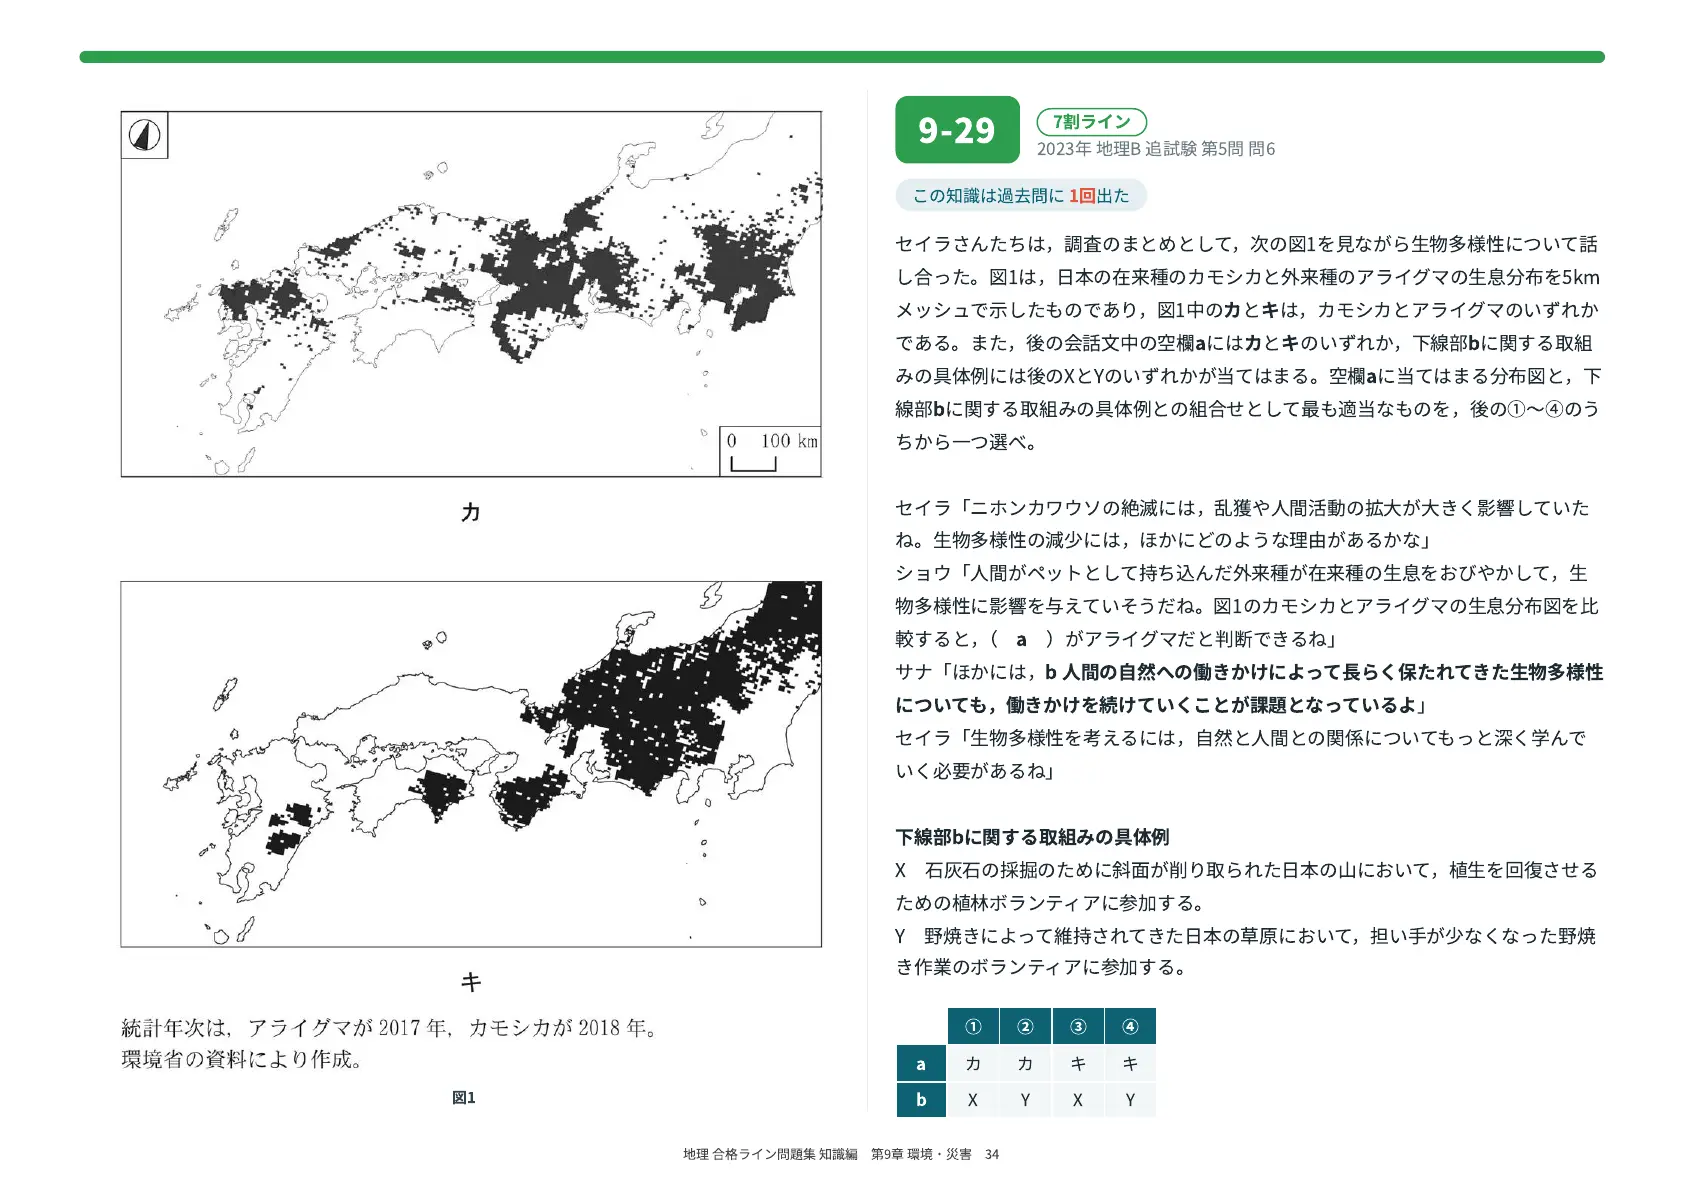 0 100 km
カ
キ
統計年次は，アライグマが 2017 年，カモシカが 2018 年。
環境省の資料により作成。
図1
9-29
7割ライン
2023年 地理B 追試験 第5問 問6
この知識は過去問に 1回出た
セイラさんたちは，調査のまとめとして，次の図1を見ながら生物多様性について話
し合った。図1は，日本の在来種のカモシカと外来種のアライグマの生息分布を5km
メッシュで示したものであり，図1中のカとキは，カモシカとアライグマのいずれか
である。また，後の会話文中の空欄aにはカとキのいずれか，下線部bに関する取組
みの具体例には後のXとYのいずれかが当てはまる。空欄aに当てはまる分布図と，下
線部bに関する取組みの具体例との組合せとして最も適当なものを，後の①～④のう
ちから一つ選べ。
セイラ「ニホンカワウソの絶滅には，乱獲や人間活動の拡大が大きく影響していた
ね。生物多様性の減少には，ほかにどのような理由があるかな」
ショウ「人間がペットとして持ち込んだ外来種が在来種の生息をおびやかして，生
物多様性に影響を与えていそうだね。図1のカモシカとアライグマの生息分布図を比
較すると，（　a　）がアライグマだと判断できるね」
サナ「ほかには，b 人間の自然への働きかけによって長らく保たれてきた生物多様性
についても，働きかけを続けていくことが課題となっているよ」
セイラ「生物多様性を考えるには，自然と人間との関係についてもっと深く学んで
いく必要があるね」
下線部bに関する取組みの具体例
X　石灰石の採掘のために斜面が削り取られた日本の山において，植生を回復させる
ための植林ボランティアに参加する。
Y　野焼きによって維持されてきた日本の草原において，担い手が少なくなった野焼
き作業のボランティアに参加する。
① ② ③ ④
a カ カ キ キ
b X Y X Y
地理 合格ライン問題集 知識編　第9章 環境・災害　34